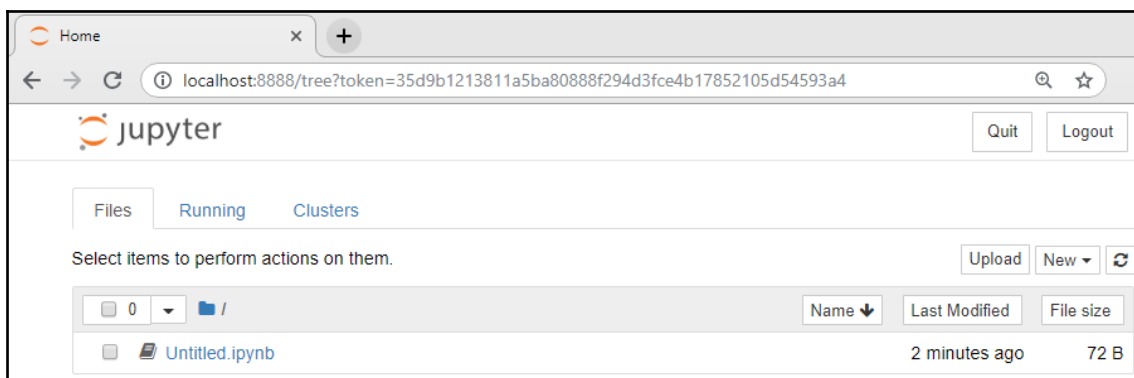 Home
localhost:8888/tree?token=35d9b1213811a5ba80888f294d3fce4b17852105d54593a4
jupyter
Quit Logout
Files Running Clusters
Select items to perform actions on them.
Upload New
0 / Name Last Modified File size
Untitled.ipynb 2 minutes ago 72 B